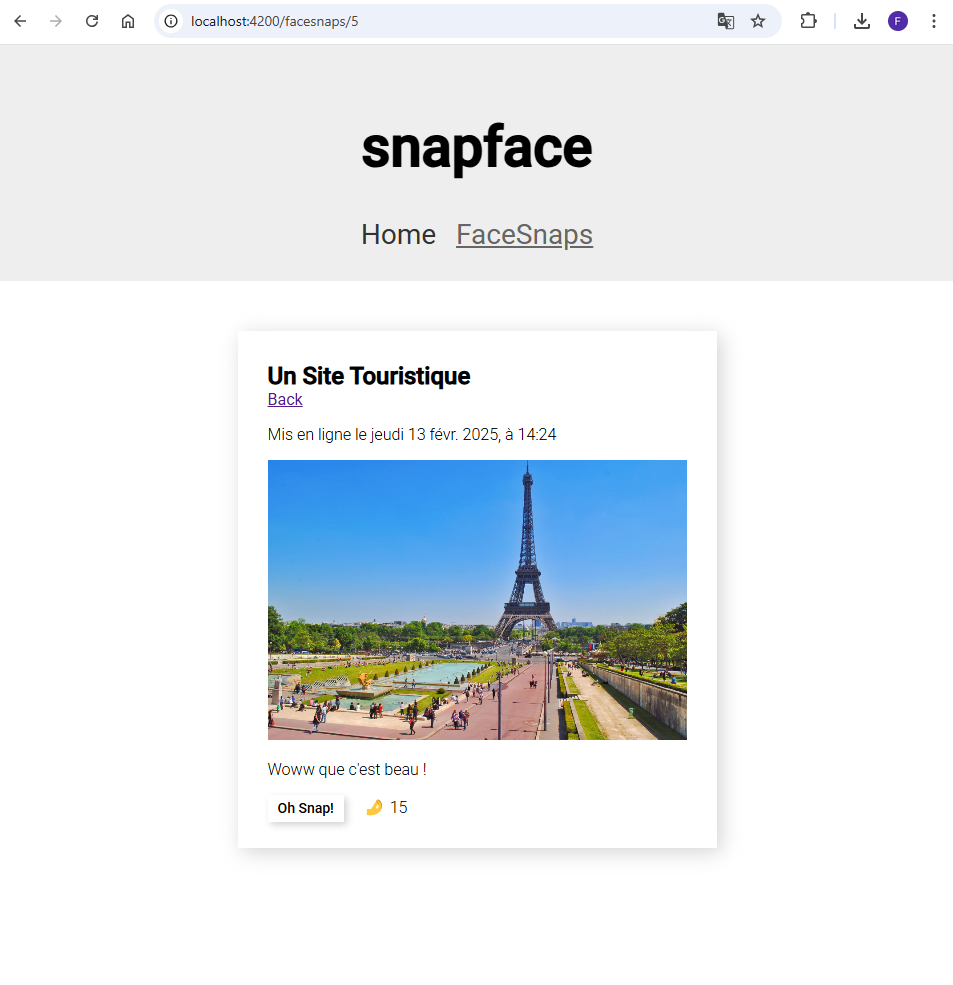 localhost:4200/facesnaps/5
F
snapface
Home FaceSnaps
Un Site Touristique
Back
Mis en ligne le jeudi 13 févr. 2025, à 14:24
Woww que c'est beau !
Oh Snap! 🤌 15